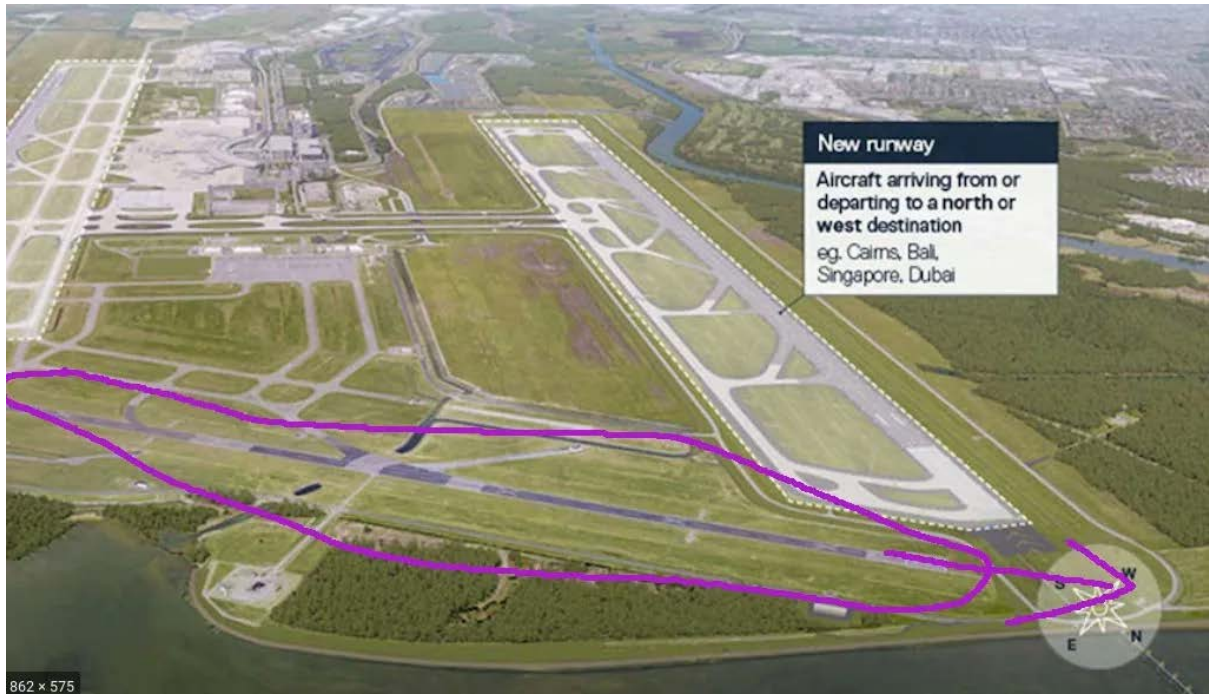 New runway
Aircraft arriving from or
departing to a north or
west destination
eg. Cairns, Bali,
Singapore, Dubai
W
S
N
E
862 × 575